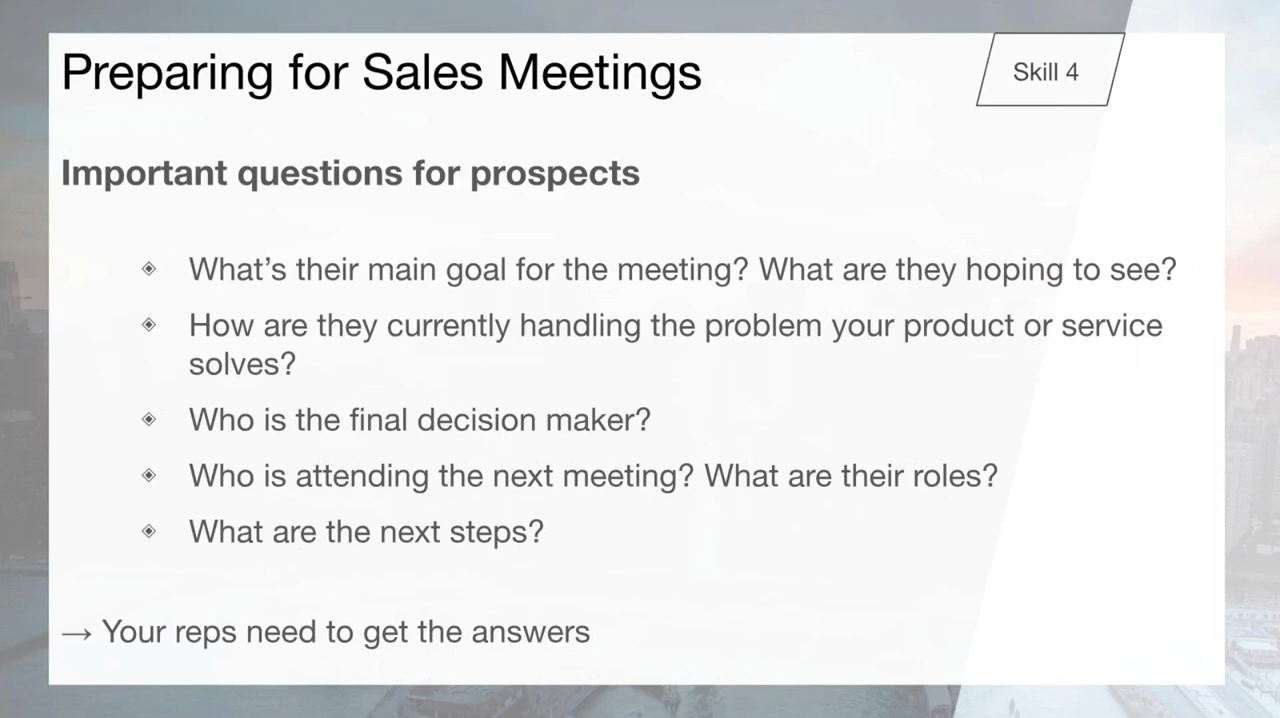 Preparing for Sales Meetings
Skill 4
Important questions for prospects
◈ What’s their main goal for the meeting? What are they hoping to see?
◈ How are they currently handling the problem your product or service
solves?
◈ Who is the final decision maker?
◈ Who is attending the next meeting? What are their roles?
◈ What are the next steps?
→ Your reps need to get the answers